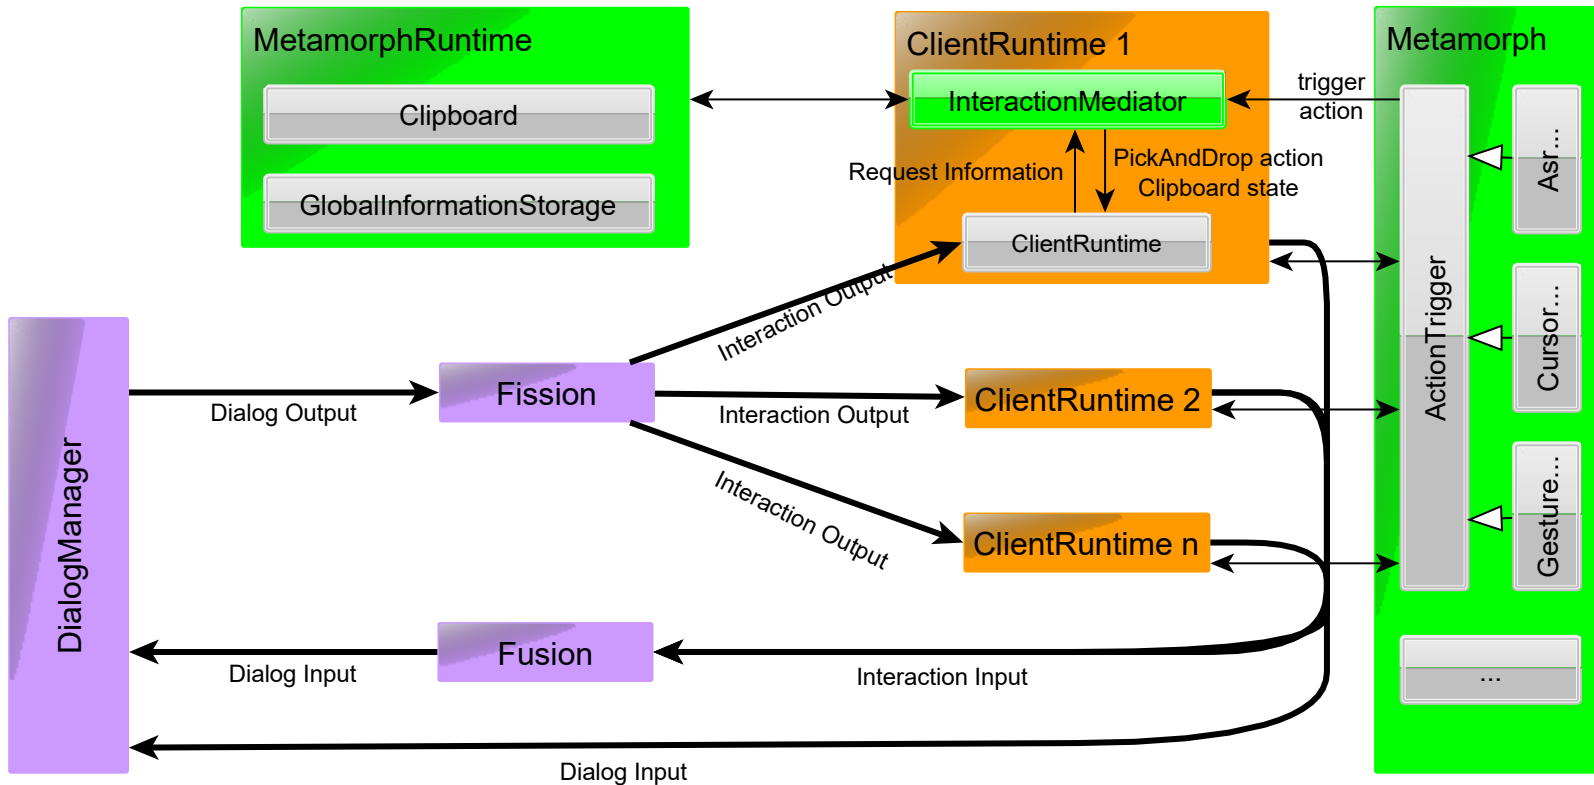 MetamorphRuntime
Clipboard
GlobalInformationStorage
ClientRuntime 1
InteractionMediator
Request Information
PickAndDrop action
Clipboard state
ClientRuntime
trigger
action
Metamorph
ActionTrigger
Asr...
Cursor...
Gesture...
...
DialogManager
Dialog Output
Fission
Interaction Output
Interaction Output
Interaction Output
ClientRuntime 2
ClientRuntime n
Dialog Input
Fusion
Interaction Input
Dialog Input